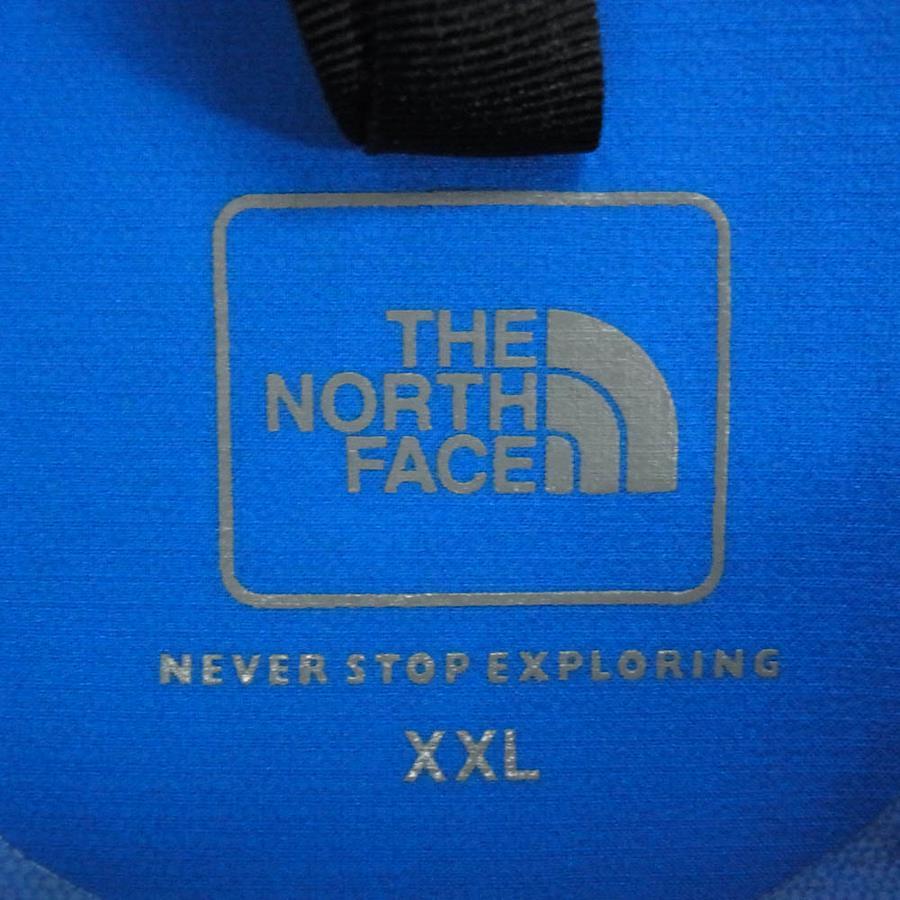 THE
NORTH
FACE
NEVER STOP EXPLORING
XXL